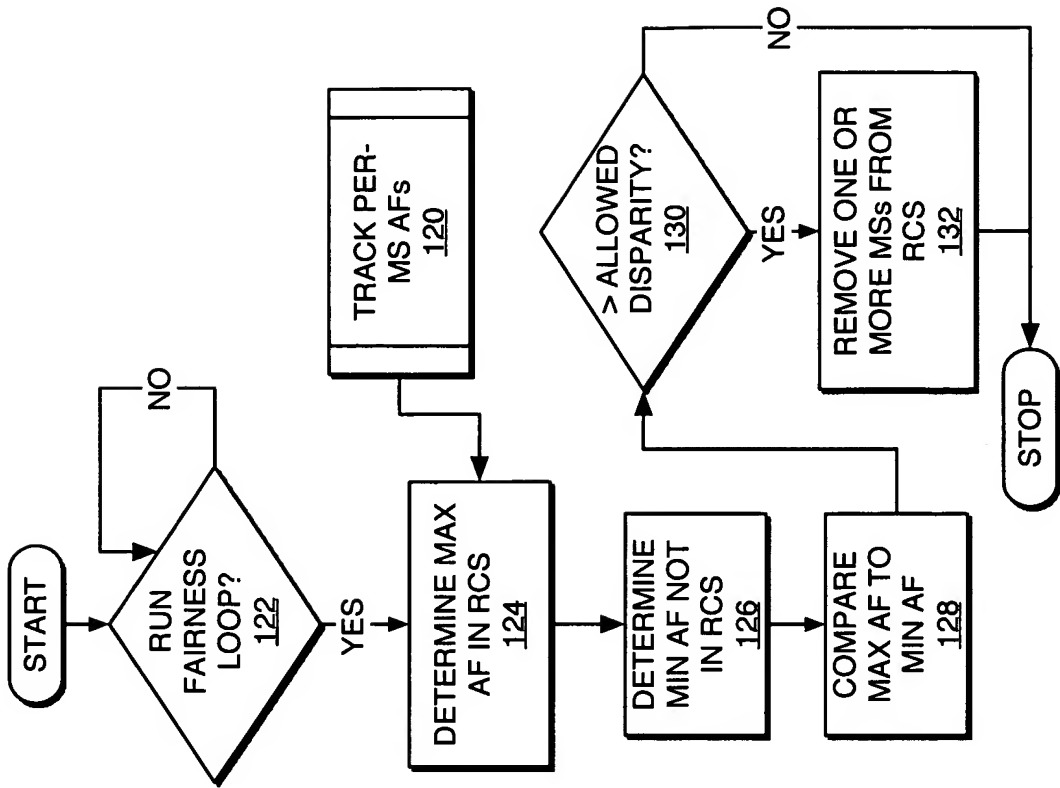 START
RUN
FAIRNESS
LOOP?
122
NO
YES
TRACK PER-
MS AFs
120
DETERMINE MAX
AF IN RCS
124
DETERMINE
MIN AF NOT
IN RCS
126
COMPARE
MAX AF TO
MIN AF
128
> ALLOWED
DISPARITY?
130
NO
YES
REMOVE ONE OR
MORE MSs FROM
RCS
132
STOP